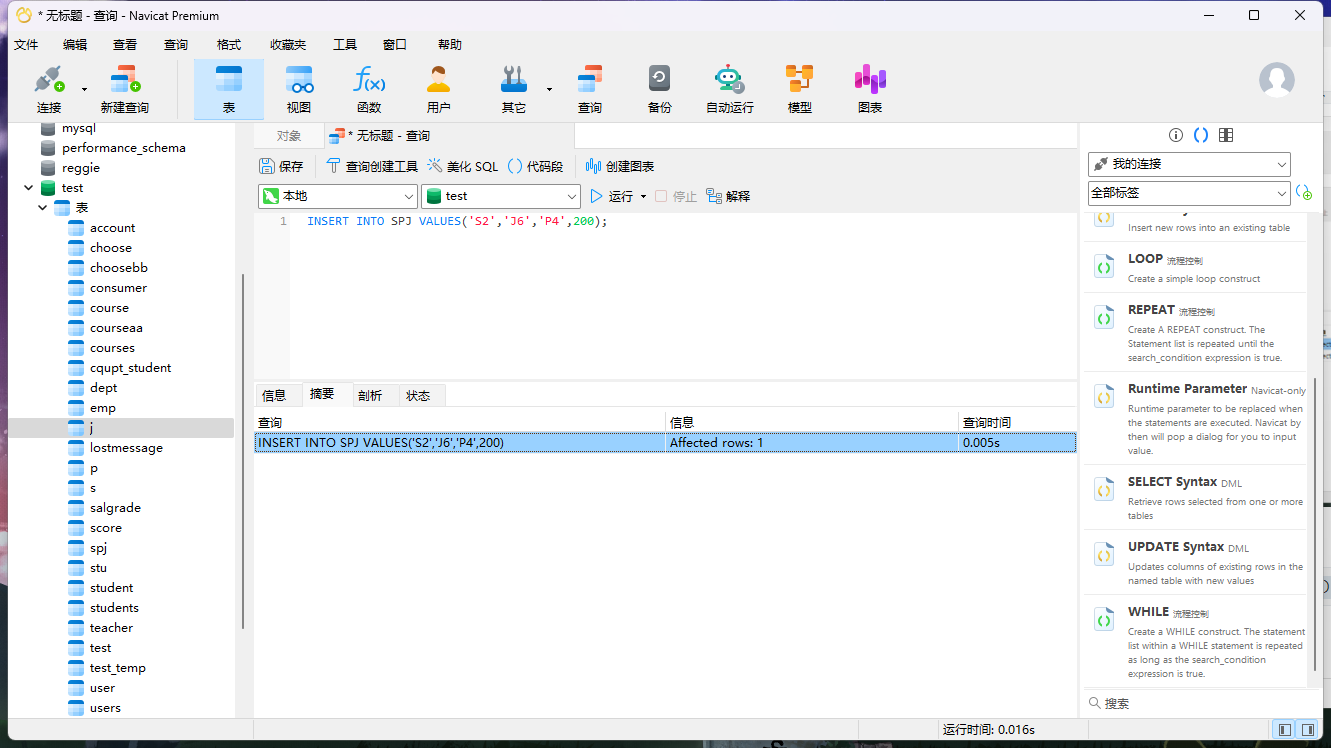 * 无标题 - 查询 - Navicat Premium
文件 编辑 查看 查询 格式 收藏夹 工具 窗口 帮助
连接 新建查询 表 视图 函数 用户 其它 查询 备份 自动运行 模型 图表
mysql
performance_schema
reggie
test
表
account
choose
choosebb
consumer
course
courseaa
courses
cqupt_student
dept
emp
j
lostmessage
p
s
salgrade
score
spj
stu
student
students
teacher
test
test_temp
user
users
对象 * 无标题 - 查询
保存 查询创建工具 美化 SQL 代码段 创建图表
本地 test 运行 停止 解释
1 INSERT INTO SPJ VALUES('S2','J6','P4',200);
信息 摘要 剖析 状态
查询 信息 查询时间
INSERT INTO SPJ VALUES('S2','J6','P4',200) Affected rows: 1 0.005s
我的连接
全部标签
Insert new rows into an existing table
LOOP 流程控制
Create a simple loop construct
REPEAT 流程控制
Create A REPEAT construct. The
Statement list is repeated until the
search_condition expression is true.
Runtime Parameter Navicat-only
Runtime parameter to be replaced when
the statements are executed. Navicat by
then will pop a dialog for you to input
value.
SELECT Syntax DML
Retrieve rows selected from one or more
tables
UPDATE Syntax DML
Updates columns of existing rows in the
named table with new values
WHILE 流程控制
Create a WHILE construct. The statement
list within a WHILE statement is repeated
as long as the search_condition
expression is true.
搜索
运行时间: 0.016s